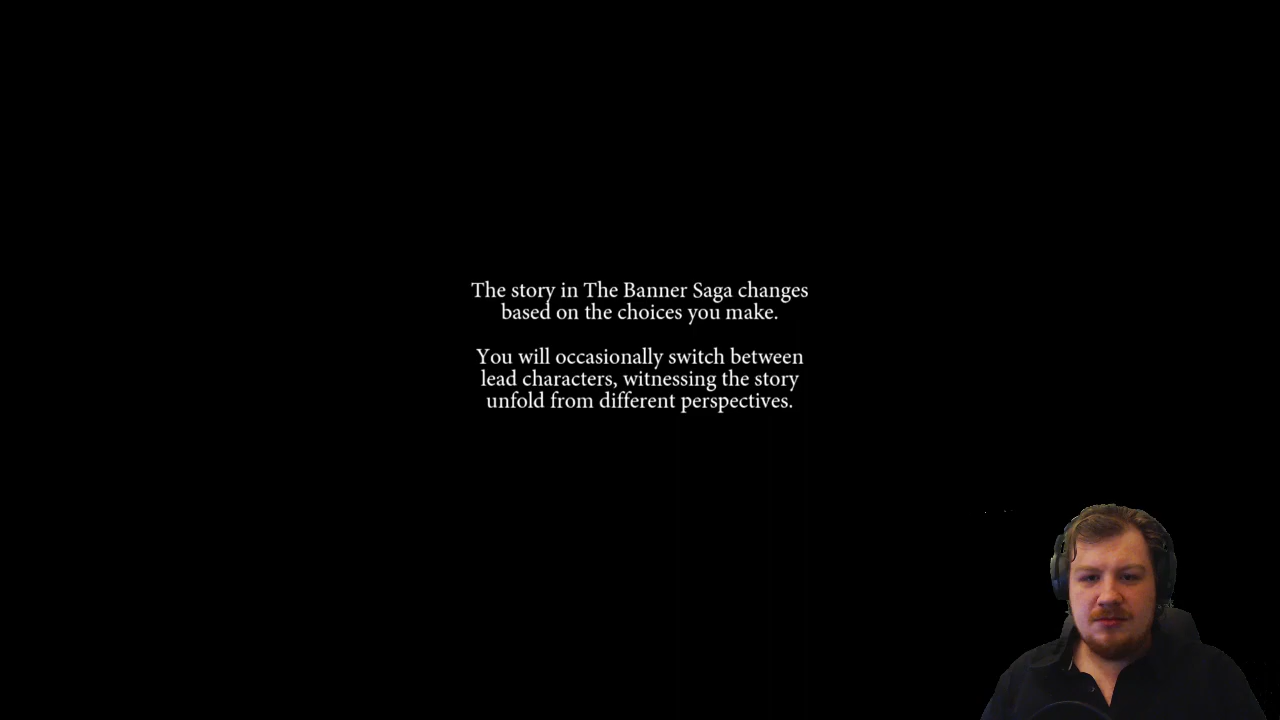 The story in The Banner Saga changes
based on the choices you make.
You will occasionally switch between
lead characters, witnessing the story
unfold from different perspectives.